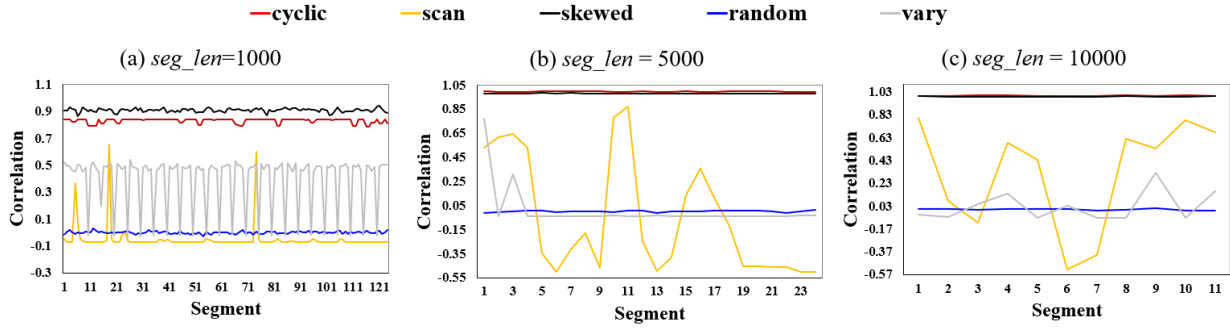 cyclic scan skewed random vary
(a) seg_len=1000
Correlation
1.1
0.9
0.7
0.5
0.3
0.1
-0.1
-0.3
1 11 21 31 41 51 61 71 81 91 101 111 121
Segment
(b) seg_len = 5000
Correlation
1.05
0.85
0.65
0.45
0.25
0.05
-0.15
-0.35
-0.55
1 3 5 7 9 11 13 15 17 19 21 23
Segment
(c) seg_len = 10000
Correlation
1.03
0.83
0.63
0.43
0.23
0.03
-0.17
-0.37
-0.57
1 2 3 4 5 6 7 8 9 10 11
Segment